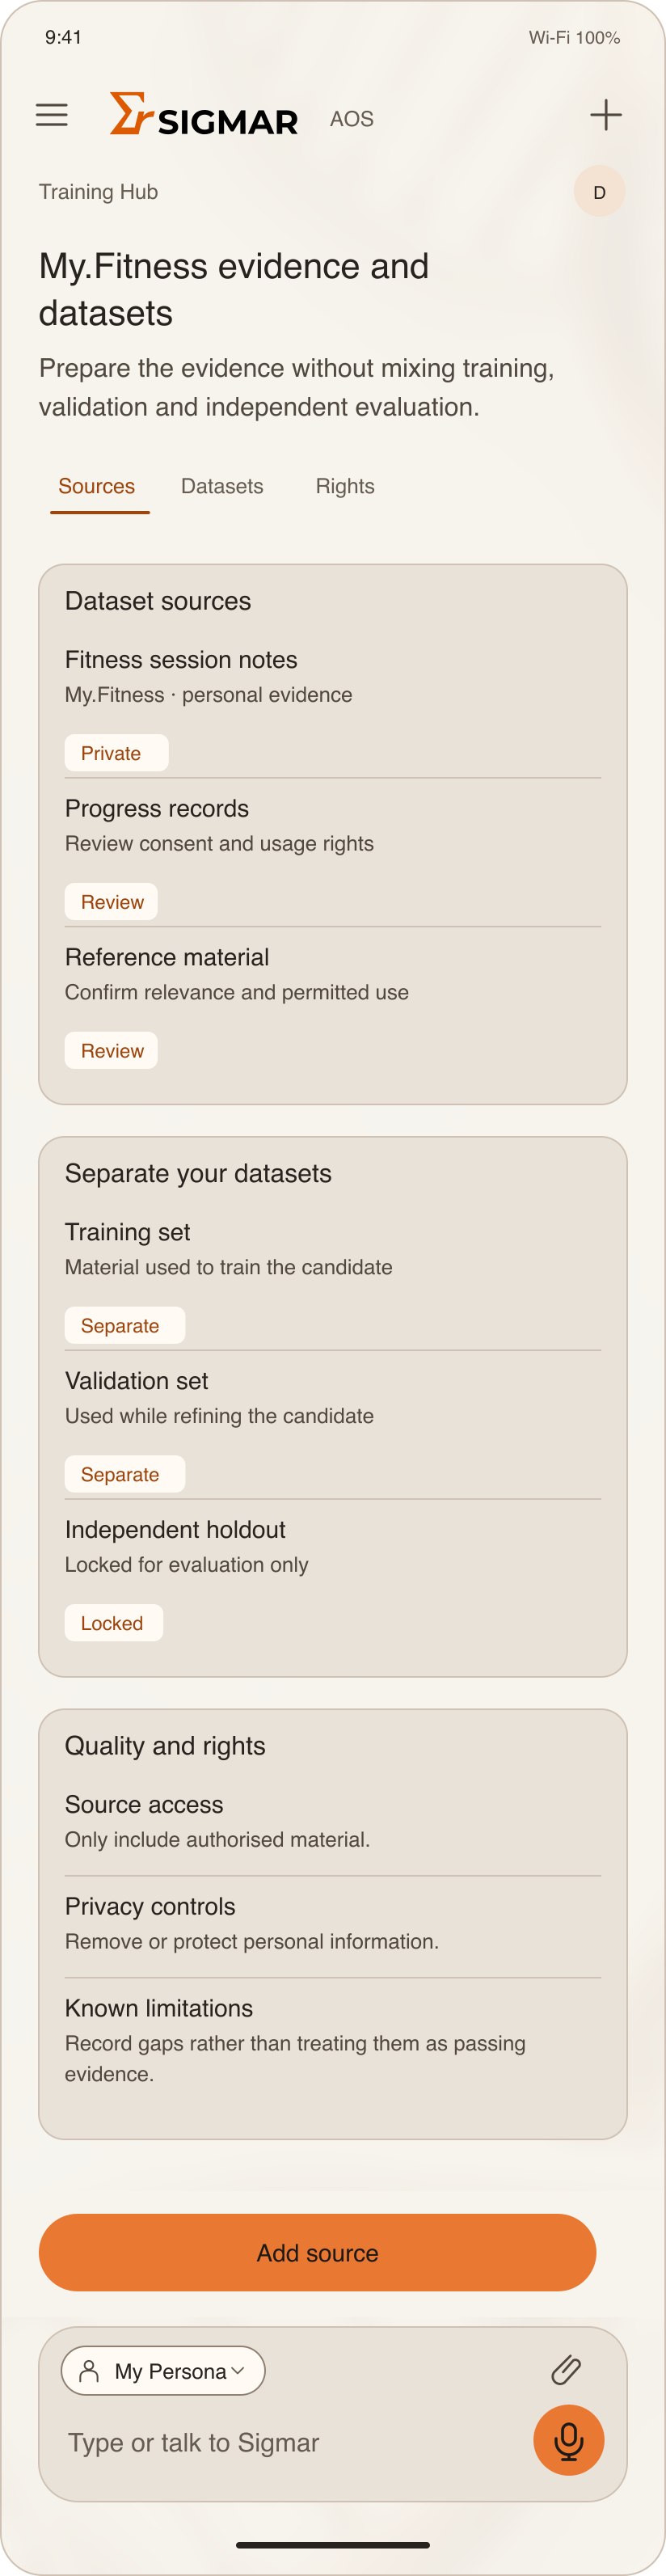 9:41
Wi-Fi 100%
Σr SIGMAR
AOS
Training Hub
D
My.Fitness evidence and
datasets
Prepare the evidence without mixing training,
validation and independent evaluation.
Sources
Datasets
Rights
Dataset sources
Fitness session notes
My.Fitness · personal evidence
Private
Progress records
Review consent and usage rights
Review
Reference material
Confirm relevance and permitted use
Review
Separate your datasets
Training set
Material used to train the candidate
Separate
Validation set
Used while refining the candidate
Separate
Independent holdout
Locked for evaluation only
Locked
Quality and rights
Source access
Only include authorised material.
Privacy controls
Remove or protect personal information.
Known limitations
Record gaps rather than treating them as passing
evidence.
Add source
My Persona
Type or talk to Sigmar